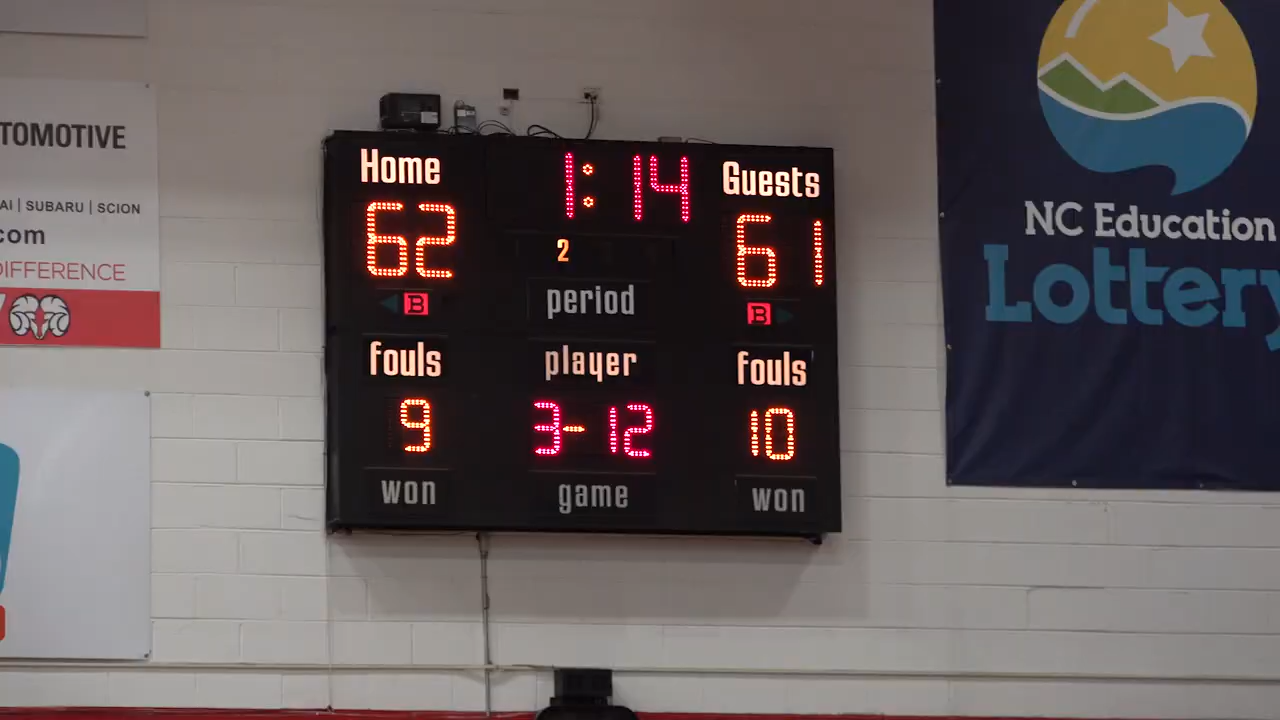 TOMOTIVE
AI | SUBARU | SCION
com
DIFFERENCE
Home
1:14
Guests
62
2
61
B
period
B
fouls
player
fouls
9
3-12
10
won
game
won
NC Education
Lottery